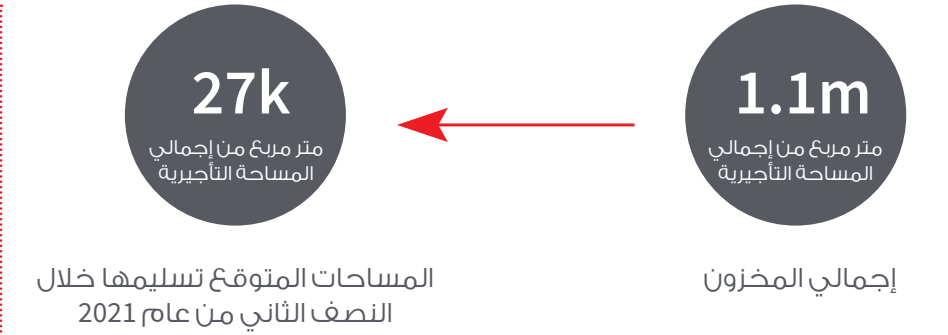 1.1m
متر مربع من إجمالي
المساحة التأجيرية
إجمالي المخزون
27k
متر مربع من إجمالي
المساحة التأجيرية
المساحات المتوقع تسليمها خلال
النصف الثاني من عام 2021